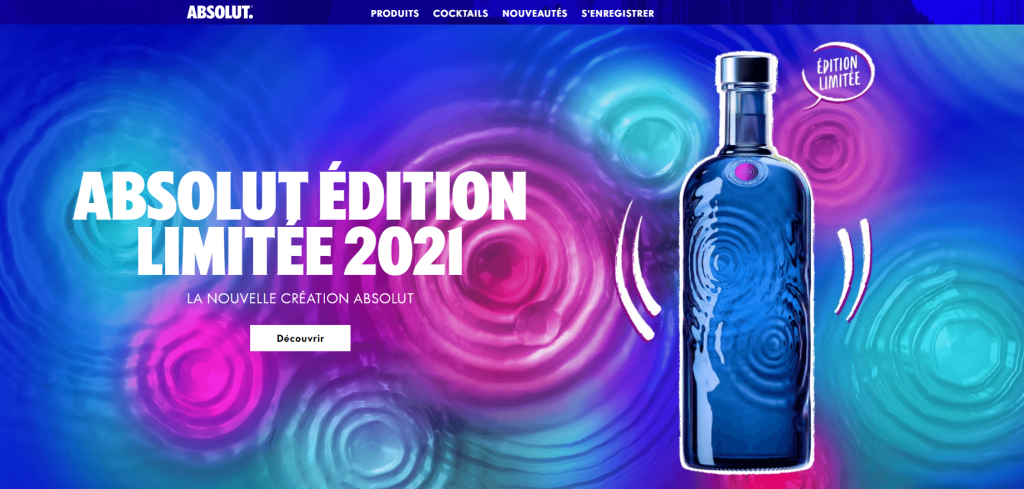 ABSOLUT.
PRODUITS COCKTAILS NOUVEAUTÉS S'ENREGISTRER
ÉDITION
LIMITÉE
ABSOLUT ÉDITION
LIMITÉE 2021
LA NOUVELLE CRÉATION ABSOLUT
Découvrir